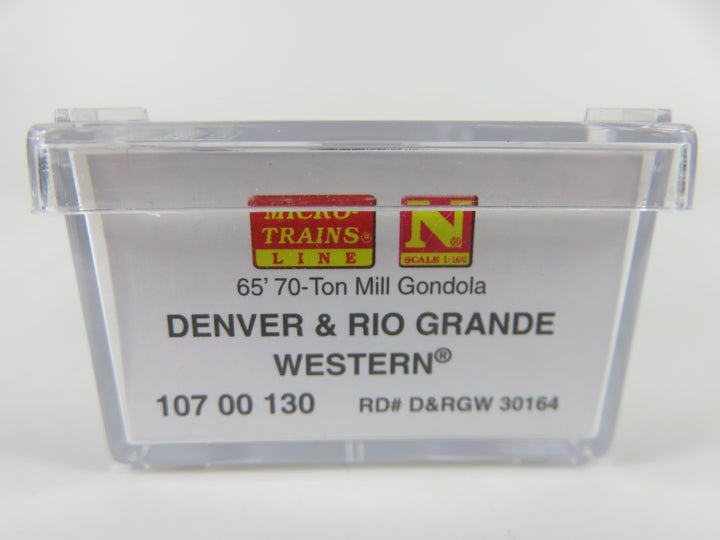 MICRO-
TRAINS®
LINE
N®
SCALE 1:160
65' 70-Ton Mill Gondola
DENVER & RIO GRANDE
WESTERN®
107 00 130 RD# D&RGW 30164